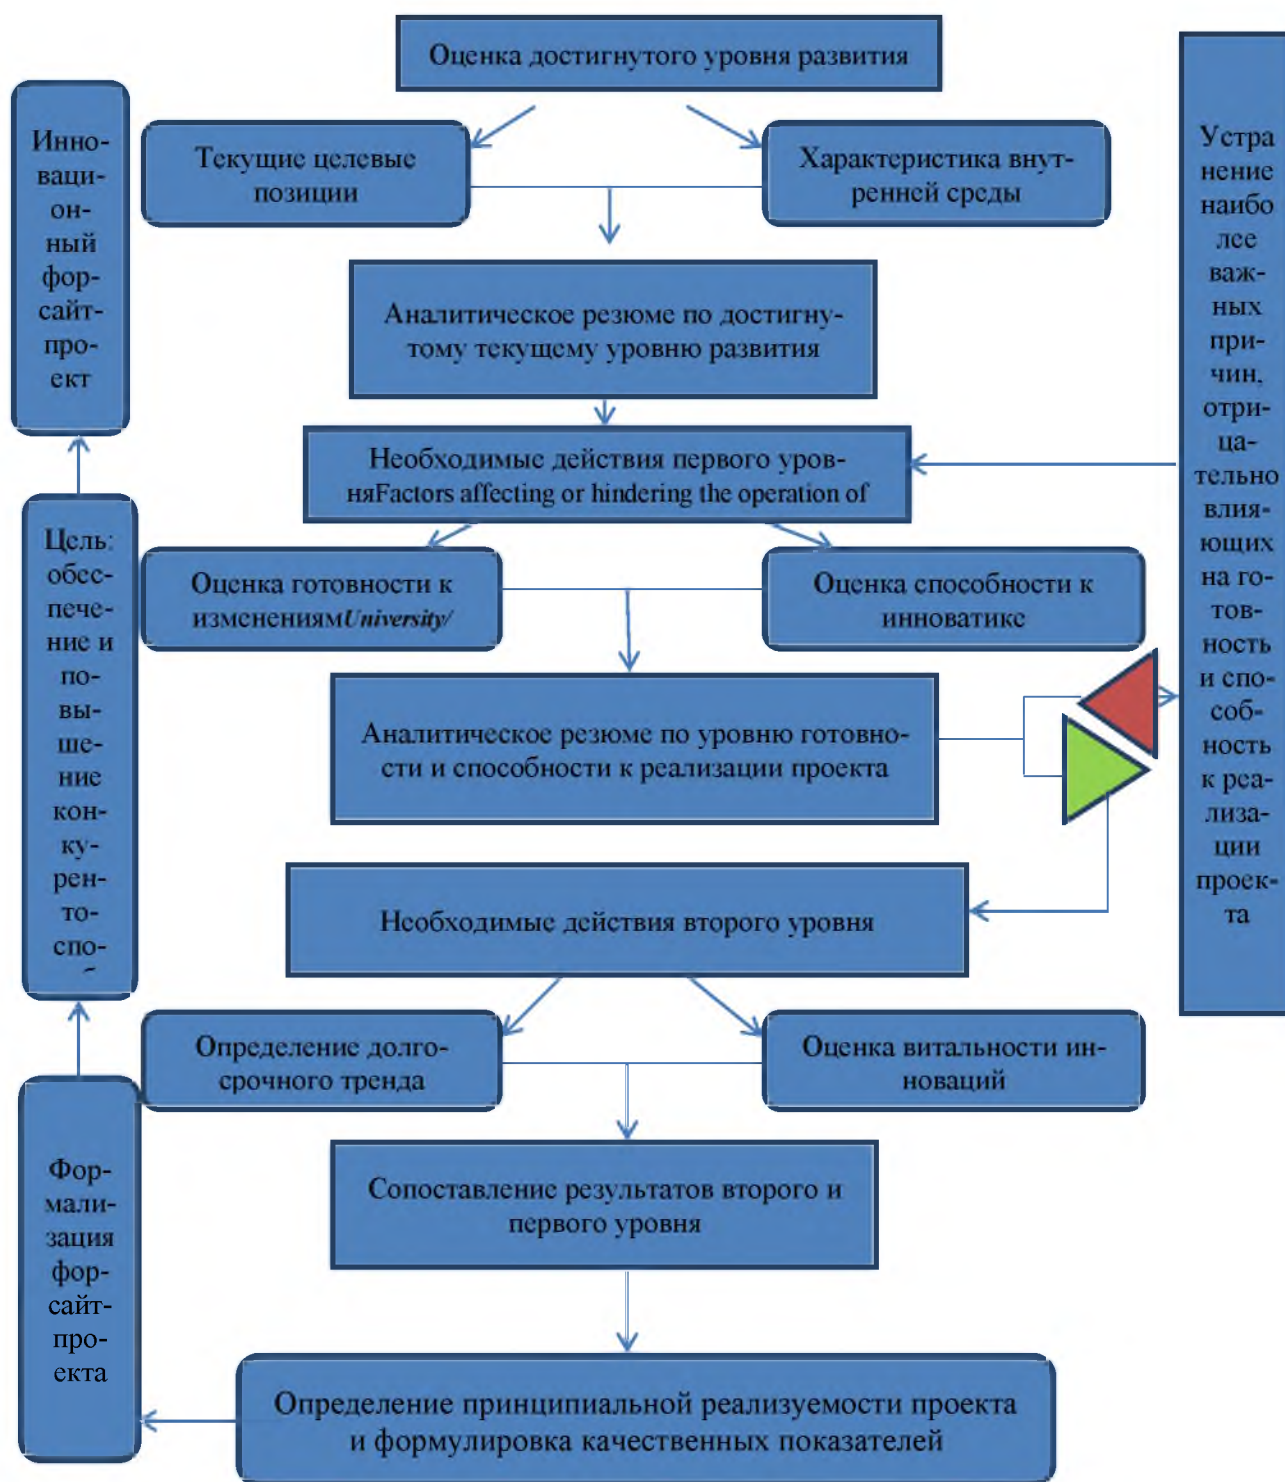 Оценка достигнутого уровня развития
Инно-
ваци-
он-
ный
фор-
сайт-
про-
ект
Текущие целевые
позиции
Характеристика внут-
ренней среды
Устра
нение
наибо
лее
важ-
ных
при-
чин,
отри-
ца-
тельно
влия-
ющих
на го-
тов-
ность
и спо-
соб-
ность
к реа-
лиза-
ции
проек-
та
Аналитическое резюме по достигну-
тому текущему уровню развития
Необходимые действия первого уров-
няFactors affecting or hindering the operation of
Цель:
обес-
пече-
ние и
по-
вы-
ше-
ние
кон-
ку-
рен-
то-
спо-
Оценка готовности к
изменениямUniversity/
Оценка способности к
инноватике
Аналитическое резюме по уровню готовно-
сти и способности к реализации проекта
Необходимые действия второго уровня
Определение долго-
срочного тренда
Оценка витальности ин-
новаций
Фор-
мали-
зация
фор-
сайт-
про-
екта
Сопоставление результатов второго и
первого уровня
Определение принципиальной реализуемости проекта
и формулировка качественных показателей